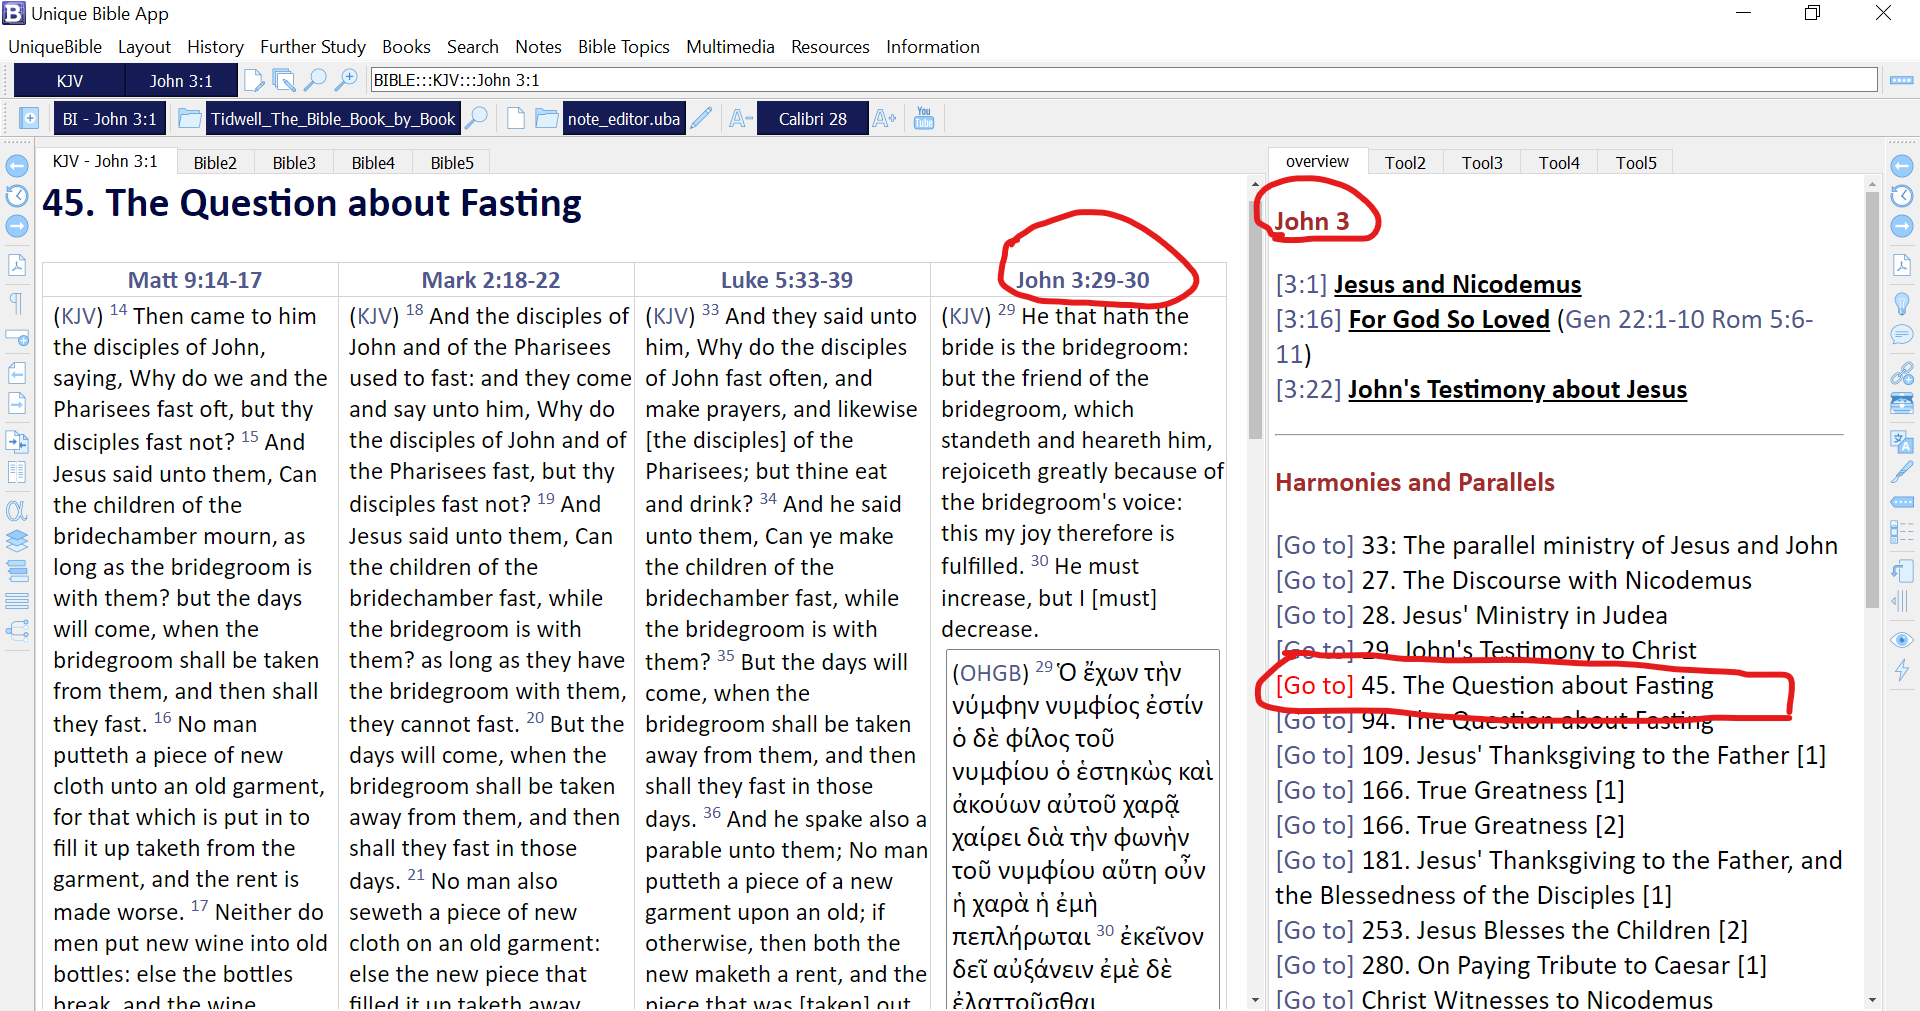 Unique Bible App
UniqueBible Layout History Further Study Books Search Notes Bible Topics Multimedia Resources Information
KJV John 3:1 BIBLE:::KJV:::John 3:1
BI - John 3:1 Tidwell_The_Bible_Book_by_Book note_editor.uba A- Calibri 28 A+ You Tube
KJV - John 3:1 Bible2 Bible3 Bible4 Bible5
45. The Question about Fasting
Matt 9:14-17
(KJV) 14 Then came to him
the disciples of John,
saying, Why do we and the
Pharisees fast oft, but thy
disciples fast not? 15 And
Jesus said unto them, Can
the children of the
bridechamber mourn, as
long as the bridegroom is
with them? but the days
will come, when the
bridegroom shall be taken
from them, and then shall
they fast. 16 No man
putteth a piece of new
cloth unto an old garment,
for that which is put in to
fill it up taketh from the
garment, and the rent is
made worse. 17 Neither do
men put new wine into old
bottles: else the bottles
break, and the wine
Mark 2:18-22
(KJV) 18 And the disciples of
John and of the Pharisees
used to fast: and they come
and say unto him, Why do
the disciples of John and of
the Pharisees fast, but thy
disciples fast not? 19 And
Jesus said unto them, Can
the children of the
bridechamber fast, while
the bridegroom is with
them? as long as they have
the bridegroom with them,
they cannot fast. 20 But the
days will come, when the
bridegroom shall be taken
away from them, and then
shall they fast in those
days. 21 No man also
seweth a piece of new
cloth on an old garment:
else the new piece that
filled it up taketh away
Luke 5:33-39
(KJV) 33 And they said unto
him, Why do the disciples
of John fast often, and
make prayers, and likewise
[the disciples] of the
Pharisees; but thine eat
and drink? 34 And he said
unto them, Can ye make
the children of the
bridechamber fast, while
the bridegroom is with
them? 35 But the days will
come, when the
bridegroom shall be taken
away from them, and then
shall they fast in those
days. 36 And he spake also a
parable unto them; No man
putteth a piece of a new
garment upon an old; if
otherwise, then both the
new maketh a rent, and the
piece that was [taken] out
John 3:29-30
(KJV) 29 He that hath the
bride is the bridegroom:
but the friend of the
bridegroom, which
standeth and heareth him,
rejoiceth greatly because of
the bridegroom's voice:
this my joy therefore is
fulfilled. 30 He must
increase, but I [must]
decrease.
(OHGB) 29 Ὁ ἔχων τὴν
νύμφην νυμφίος ἐστίν
ὁ δὲ φίλος τοῦ
νυμφίου ὁ ἑστηκὼς καὶ
ἀκούων αὐτοῦ χαρᾷ
χαίρει διὰ τὴν φωνὴν
τοῦ νυμφίου αὕτη οὖν
ἡ χαρὰ ἡ ἐμὴ
πεπλήρωται 30 ἐκεῖνον
δεῖ αὐξάνειν ἐμὲ δὲ
ἐλαττοῦσθαι
overview Tool2 Tool3 Tool4 Tool5
John 3
[3:1] Jesus and Nicodemus
[3:16] For God So Loved (Gen 22:1-10 Rom 5:6-
11)
[3:22] John's Testimony about Jesus
Harmonies and Parallels
[Go to] 33: The parallel ministry of Jesus and John
[Go to] 27. The Discourse with Nicodemus
[Go to] 28. Jesus' Ministry in Judea
[Go to] 29. John's Testimony to Christ
[Go to] 45. The Question about Fasting
[Go to] 94. The Question about Fasting
[Go to] 109. Jesus' Thanksgiving to the Father [1]
[Go to] 166. True Greatness [1]
[Go to] 166. True Greatness [2]
[Go to] 181. Jesus' Thanksgiving to the Father, and
the Blessedness of the Disciples [1]
[Go to] 253. Jesus Blesses the Children [2]
[Go to] 280. On Paying Tribute to Caesar [1]
[Go to] Christ Witnesses to Nicodemus